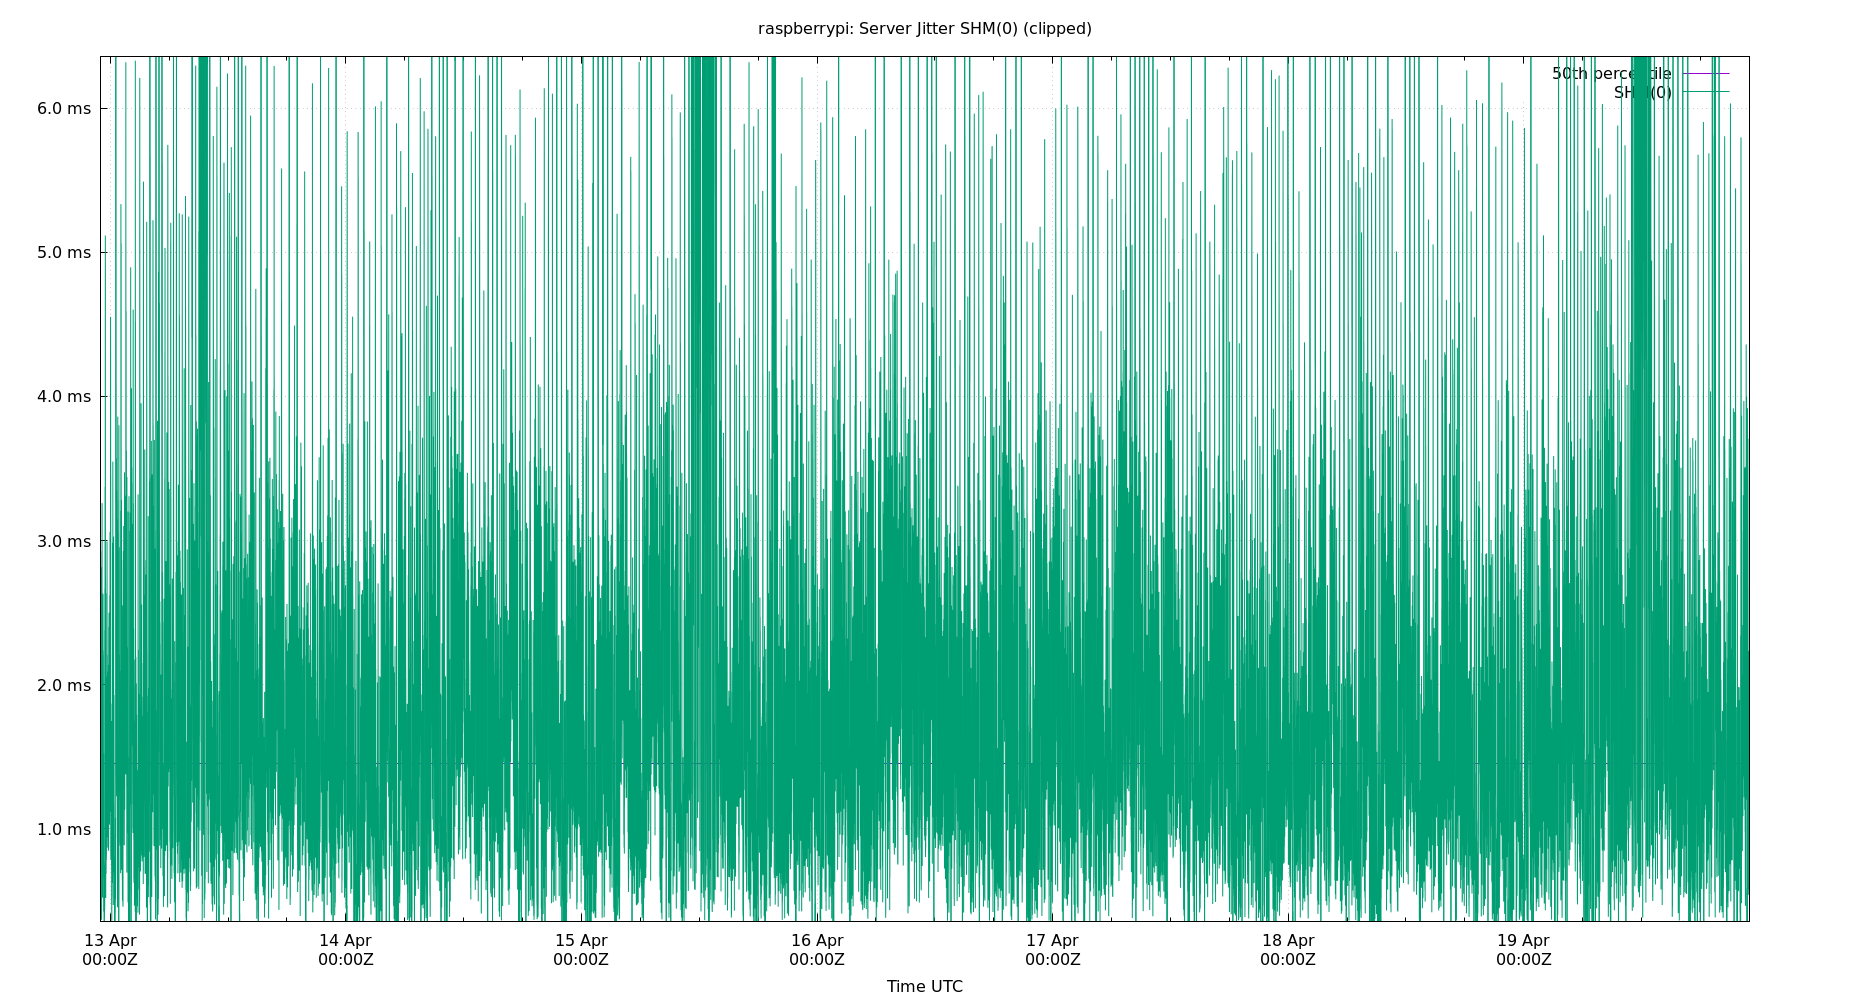 raspberrypi: Server Jitter SHM(0) (clipped)
50th percentile
SHM(0)
6.0 ms
5.0 ms
4.0 ms
3.0 ms
2.0 ms
1.0 ms
13 Apr 14 Apr 15 Apr 16 Apr 17 Apr 18 Apr 19 Apr
00:00Z 00:00Z 00:00Z 00:00Z 00:00Z 00:00Z 00:00Z
Time UTC